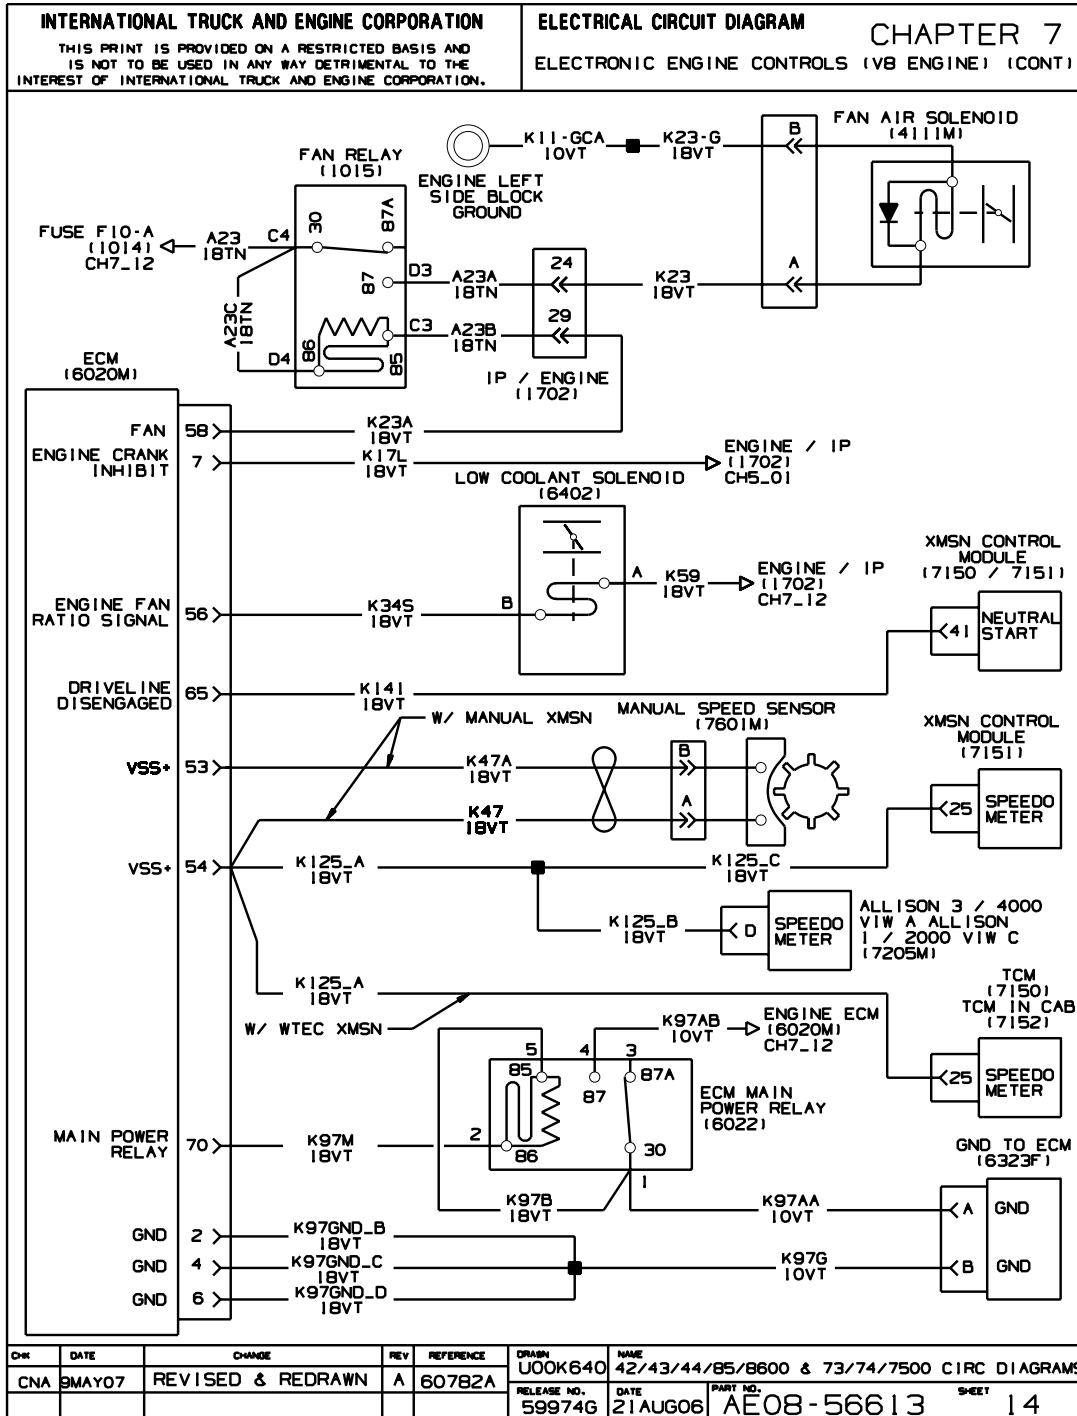 INTERNATIONAL TRUCK AND ENGINE CORPORATION
THIS PRINT IS PROVIDED ON A RESTRICTED BASIS AND
IS NOT TO BE USED IN ANY WAY DETRIMENTAL TO THE
INTEREST OF INTERNATIONAL TRUCK AND ENGINE CORPORATION.
ELECTRICAL CIRCUIT DIAGRAM
CHAPTER 7
ELECTRONIC ENGINE CONTROLS (V8 ENGINE) (CONT)
FAN AIR SOLENOID
(4111M)
B
A
K11-GCA
10VT
K23-G
18VT
ENGINE LEFT
SIDE BLOCK
GROUND
FAN RELAY
(1015)
30
87A
87
86
85
FUSE F10-A
(1014)
CH7_12
A23
18TN
C4
A23C
18TN
D4
D3
C3
A23A
18TN
A23B
18TN
24
29
IP / ENGINE
(1702)
K23
18VT
ECM
(6020M)
FAN
58
K23A
18VT
ENGINE CRANK
INHIBIT
7
K17L
18VT
ENGINE / IP
(1702)
CH5_01
LOW COOLANT SOLENOID
(6402)
A
B
K59
18VT
ENGINE / IP
(1702)
CH7_12
ENGINE FAN
RATIO SIGNAL
56
K34S
18VT
XMSN CONTROL
MODULE
(7150 / 7151)
41
NEUTRAL
START
DRIVELINE
DISENGAGED
65
K141
18VT
W/ MANUAL XMSN
MANUAL SPEED SENSOR
(7601M)
B
A
VSS+
53
K47A
18VT
K47
18VT
XMSN CONTROL
MODULE
(7151)
25
SPEEDO
METER
VSS+
54
K125_A
18VT
K125_C
18VT
K125_B
18VT
D
SPEEDO
METER
ALLISON 3 / 4000
VIW A ALLISON
1 / 2000 VIW C
(7205M)
K125_A
18VT
W/ WTEC XMSN
TCM
(7150)
TCM IN CAB
(7152)
25
SPEEDO
METER
K97AB
10VT
ENGINE ECM
(6020M)
CH7_12
5
4
3
85
87
87A
86
30
2
1
ECM MAIN
POWER RELAY
(6022)
MAIN POWER
RELAY
70
K97M
18VT
K97B
18VT
K97AA
10VT
GND TO ECM
(6323F)
A
GND
B
GND
GND
2
K97GND_B
18VT
GND
4
K97GND_C
18VT
K97G
10VT
GND
6
K97GND_D
18VT
CHK
DATE
CHANGE
REV
REFERENCE
CNA
9MAY07
REVISED & REDRAWN
A
60782A
DRAWN
U00K640
NAME
42/43/44/85/8600 & 73/74/7500 CIRC DIAGRAMS
RELEASE NO.
59974G
DATE
21AUG06
PART NO.
AE08-56613
SHEET
14